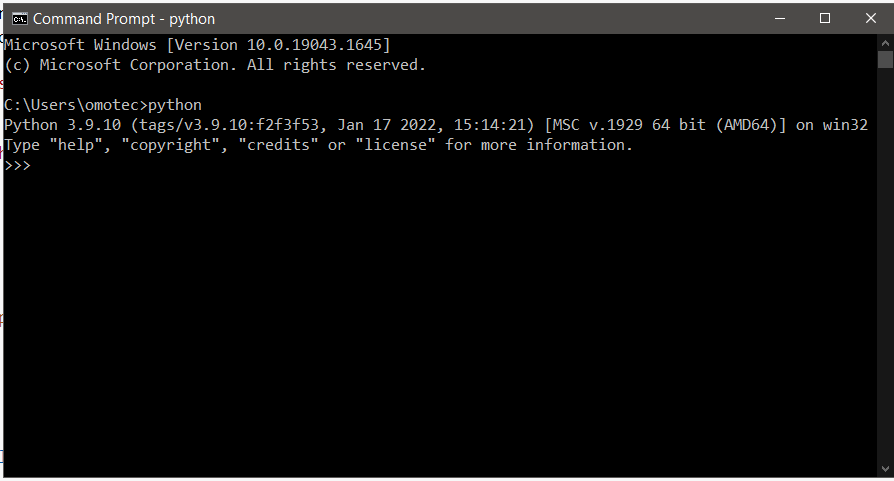 Command Prompt - python
Microsoft Windows [Version 10.0.19043.1645]
(c) Microsoft Corporation. All rights reserved.
C:\Users\omotec>python
Python 3.9.10 (tags/v3.9.10:f2f3f53, Jan 17 2022, 15:14:21) [MSC v.1929 64 bit (AMD64)] on win32
Type "help", "copyright", "credits" or "license" for more information.
>>>